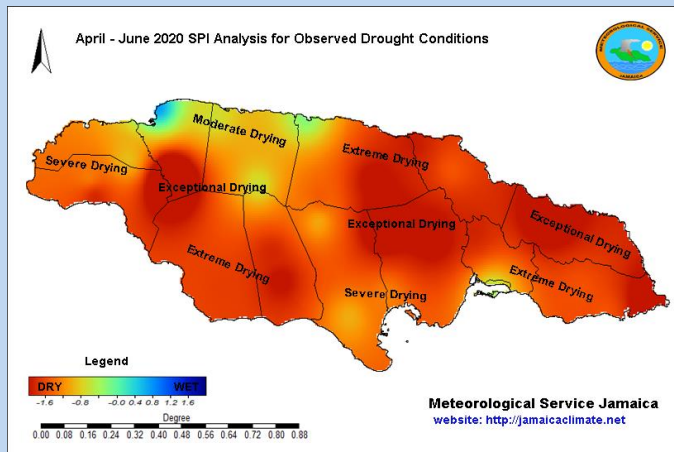 April - June 2020 SPI Analysis for Observed Drought Conditions
METEOROLOGICAL SERVICE
JAMAICA
Moderate Drying
Extreme Drying
Severe Drying
Exceptional Drying
Exceptional Drying
Exceptional Drying
Extreme Drying
Extreme Drying
Severe Drying
Legend
DRY WET
-1.6 -0.8 -0.0 0.4 0.8 1.2 1.6
Degree
0.00 0.08 0.16 0.24 0.32 0.40 0.48 0.56 0.64 0.72 0.80 0.88
Meteorological Service Jamaica
website: http://jamaicaclimate.net